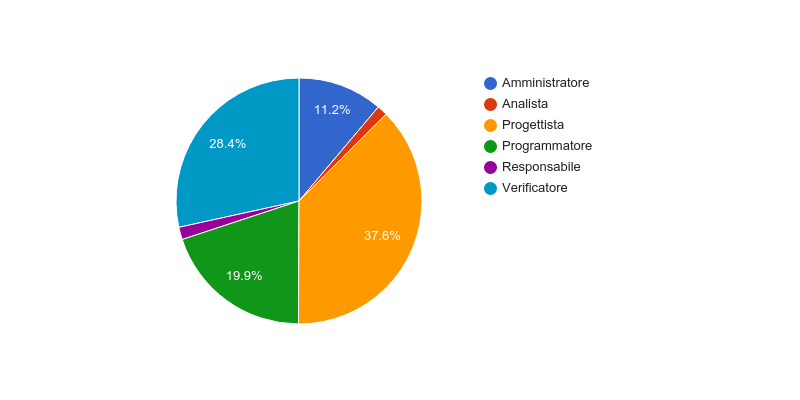 11.2%
37.6%
19.9%
28.4%
Amministratore
Analista
Progettista
Programmatore
Responsabile
Verificatore